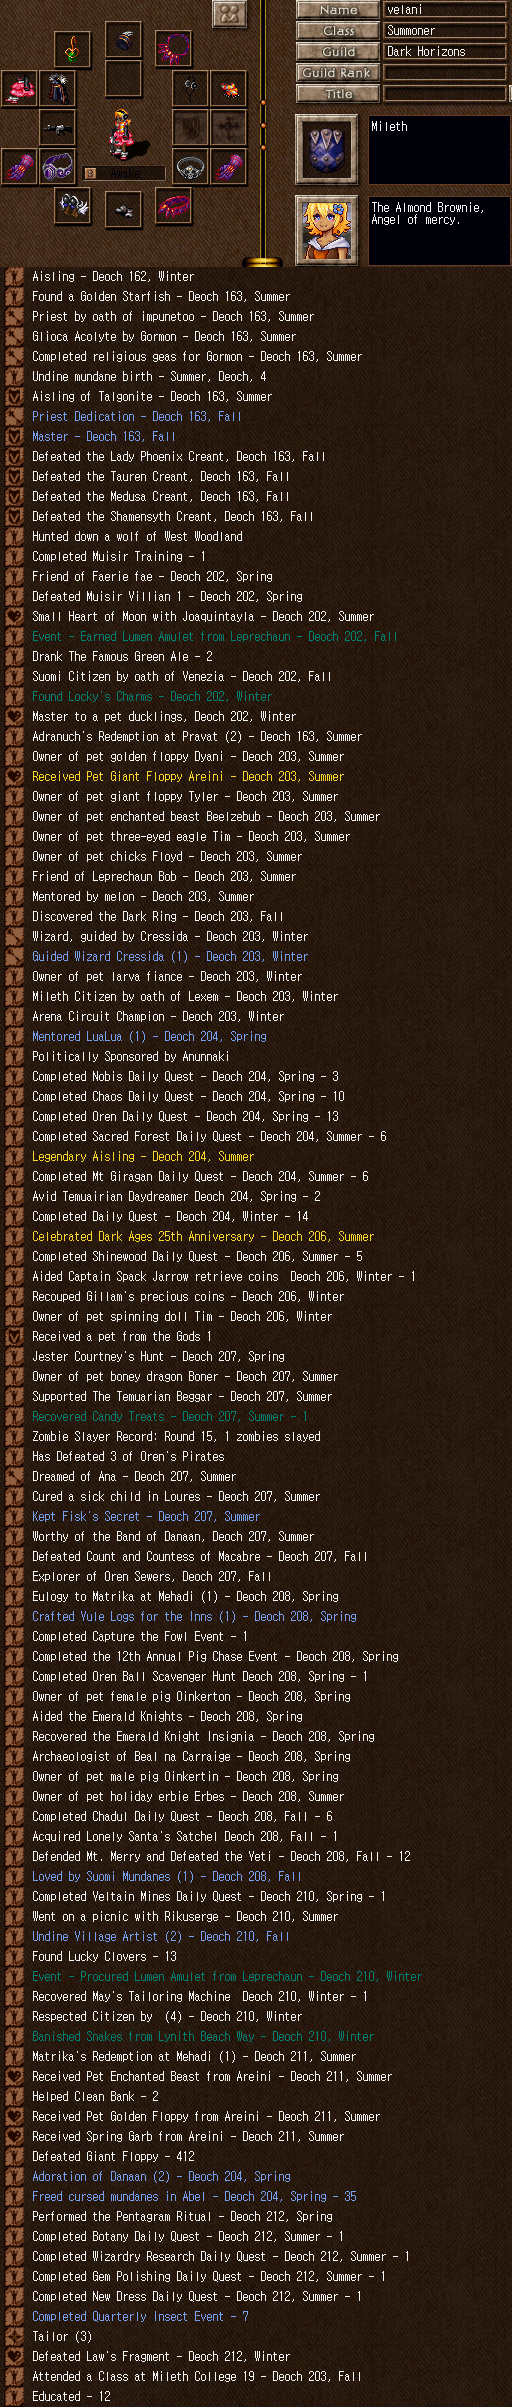 Name velani
Class Summoner
Guild Dark Horizons
Guild Rank
Title
Awake
Mileth
The Almond Brownie,
Angel of mercy.
Aisling - Deoch 162, Winter
Found a Golden Starfish - Deoch 163, Summer
Priest by oath of impunetoo - Deoch 163, Summer
Glioca Acolyte by Gormon - Deoch 163, Summer
Completed religious geas for Gormon - Deoch 163, Summer
Undine mundane birth - Summer, Deoch, 4
Aisling of Talgonite - Deoch 163, Summer
Priest Dedication - Deoch 163, Fall
Master - Deoch 163, Fall
Defeated the Lady Phoenix Creant, Deoch 163, Fall
Defeated the Tauren Creant, Deoch 163, Fall
Defeated the Medusa Creant, Deoch 163, Fall
Defeated the Shamensyth Creant, Deoch 163, Fall
Hunted down a wolf of West Woodland
Completed Muisir Training - 1
Friend of Faerie fae - Deoch 202, Spring
Defeated Muisir Villian 1 - Deoch 202, Spring
Small Heart of Moon with Joaquintayla - Deoch 202, Summer
Event - Earned Lumen Amulet from Leprechaun - Deoch 202, Fall
Drank The Famous Green Ale - 2
Suomi Citizen by oath of Venezia - Deoch 202, Fall
Found Locky's Charms - Deoch 202, Winter
Master to a pet ducklings, Deoch 202, Winter
Adranuch's Redemption at Pravat (2) - Deoch 163, Summer
Owner of pet golden floppy Dyani - Deoch 203, Summer
Received Pet Giant Floppy Areini - Deoch 203, Summer
Owner of pet giant floppy Tyler - Deoch 203, Summer
Owner of pet enchanted beast Beelzebub - Deoch 203, Summer
Owner of pet three-eyed eagle Tim - Deoch 203, Summer
Owner of pet chicks Floyd - Deoch 203, Summer
Friend of Leprechaun Bob - Deoch 203, Summer
Mentored by melon - Deoch 203, Summer
Discovered the Dark Ring - Deoch 203, Fall
Wizard, guided by Cressida - Deoch 203, Winter
Guided Wizard Cressida (1) - Deoch 203, Winter
Owner of pet larva fiance - Deoch 203, Winter
Mileth Citizen by oath of Lexem - Deoch 203, Winter
Arena Circuit Champion - Deoch 203, Winter
Mentored LuaLua (1) - Deoch 204, Spring
Politically Sponsored by Anunnaki
Completed Nobis Daily Quest - Deoch 204, Spring - 3
Completed Chaos Daily Quest - Deoch 204, Spring - 10
Completed Oren Daily Quest - Deoch 204, Spring - 13
Completed Sacred Forest Daily Quest - Deoch 204, Summer - 6
Legendary Aisling - Deoch 204, Summer
Completed Mt Giragan Daily Quest - Deoch 204, Summer - 6
Avid Temuairian Daydreamer Deoch 204, Spring - 2
Completed Daily Quest - Deoch 204, Winter - 14
Celebrated Dark Ages 25th Anniversary - Deoch 206, Summer
Completed Shinewood Daily Quest - Deoch 206, Summer - 5
Aided Captain Spack Jarrow retrieve coins  Deoch 206, Winter - 1
Recouped Gillam's precious coins - Deoch 206, Winter
Owner of pet spinning doll Tim - Deoch 206, Winter
Received a pet from the Gods 1
Jester Courtney's Hunt - Deoch 207, Spring
Owner of pet boney dragon Boner - Deoch 207, Summer
Supported The Temuarian Beggar - Deoch 207, Summer
Recovered Candy Treats - Deoch 207, Summer - 1
Zombie Slayer Record: Round 15, 1 zombies slayed
Has Defeated 3 of Oren's Pirates
Dreamed of Ana - Deoch 207, Summer
Cured a sick child in Loures - Deoch 207, Summer
Kept Fisk's Secret - Deoch 207, Summer
Worthy of the Band of Danaan, Deoch 207, Summer
Defeated Count and Countess of Macabre - Deoch 207, Fall
Explorer of Oren Sewers, Deoch 207, Fall
Eulogy to Matrika at Mehadi (1) - Deoch 208, Spring
Crafted Yule Logs for the Inns (1) - Deoch 208, Spring
Completed Capture the Fowl Event - 1
Completed the 12th Annual Pig Chase Event - Deoch 208, Spring
Completed Oren Ball Scavenger Hunt Deoch 208, Spring - 1
Owner of pet female pig Oinkerton - Deoch 208, Spring
Aided the Emerald Knights - Deoch 208, Spring
Recovered the Emerald Knight Insignia - Deoch 208, Spring
Archaeologist of Beal na Carraige - Deoch 208, Spring
Owner of pet male pig Oinkertin - Deoch 208, Spring
Owner of pet holiday erbie Erbes - Deoch 208, Summer
Completed Chadul Daily Quest - Deoch 208, Fall - 6
Acquired Lonely Santa's Satchel Deoch 208, Fall - 1
Defended Mt. Merry and Defeated the Yeti - Deoch 208, Fall - 12
Loved by Suomi Mundanes (1) - Deoch 208, Fall
Completed Veltain Mines Daily Quest - Deoch 210, Spring - 1
Went on a picnic with Rikuserge - Deoch 210, Summer
Undine Village Artist (2) - Deoch 210, Fall
Found Lucky Clovers - 13
Event - Procured Lumen Amulet from Leprechaun - Deoch 210, Winter
Recovered May's Tailoring Machine  Deoch 210, Winter - 1
Respected Citizen by  (4) - Deoch 210, Winter
Banished Snakes from Lynith Beach Way - Deoch 210, Winter
Matrika's Redemption at Mehadi (1) - Deoch 211, Summer
Received Pet Enchanted Beast from Areini - Deoch 211, Summer
Helped Clean Bank - 2
Received Pet Golden Floppy from Areini - Deoch 211, Summer
Received Spring Garb from Areini - Deoch 211, Summer
Defeated Giant Floppy - 412
Adoration of Danaan (2) - Deoch 204, Spring
Freed cursed mundanes in Abel - Deoch 204, Spring - 35
Performed the Pentagram Ritual - Deoch 212, Spring
Completed Botany Daily Quest - Deoch 212, Summer - 1
Completed Wizardry Research Daily Quest - Deoch 212, Summer - 1
Completed Gem Polishing Daily Quest - Deoch 212, Summer - 1
Completed New Dress Daily Quest - Deoch 212, Summer - 1
Completed Quarterly Insect Event - 7
Tailor (3)
Defeated Law's Fragment - Deoch 212, Winter
Attended a Class at Mileth College 19 - Deoch 203, Fall
Educated - 12